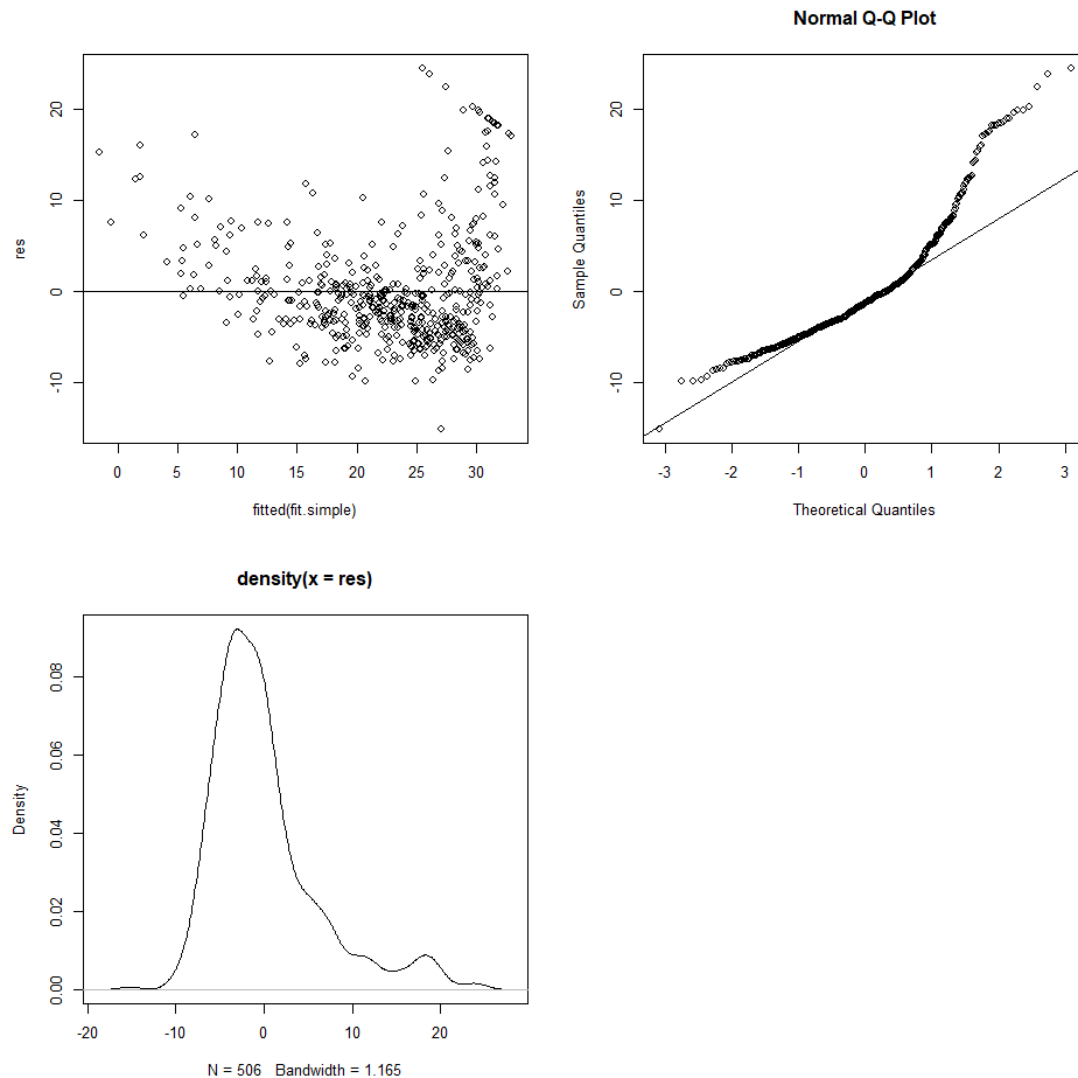 res
20
10
0
-10
0 5 10 15 20 25 30
fitted(fit.simple)
Normal Q-Q Plot
Sample Quantiles
20
10
0
-10
-3 -2 -1 0 1 2 3
Theoretical Quantiles
density(x = res)
Density
0.08
0.06
0.04
0.02
0.00
-20 -10 0 10 20
N = 506 Bandwidth = 1.165